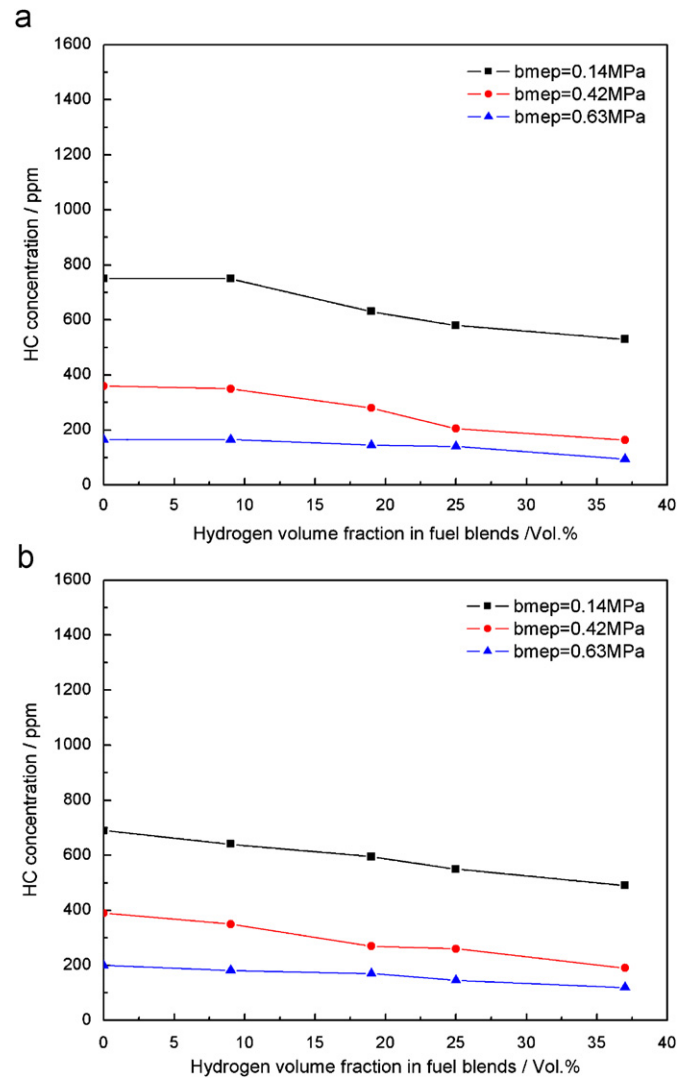 a
1600
1400
1200
1000
800
600
400
200
0
HC concentration / ppm
bmep=0.14MPa
bmep=0.42MPa
bmep=0.63MPa
0 5 10 15 20 25 30 35 40
Hydrogen volume fraction in fuel blends /Vol.%
b
1600
1400
1200
1000
800
600
400
200
0
HC concentration / ppm
bmep=0.14MPa
bmep=0.42MPa
bmep=0.63MPa
0 5 10 15 20 25 30 35 40
Hydrogen volume fraction in fuel blends / Vol.%